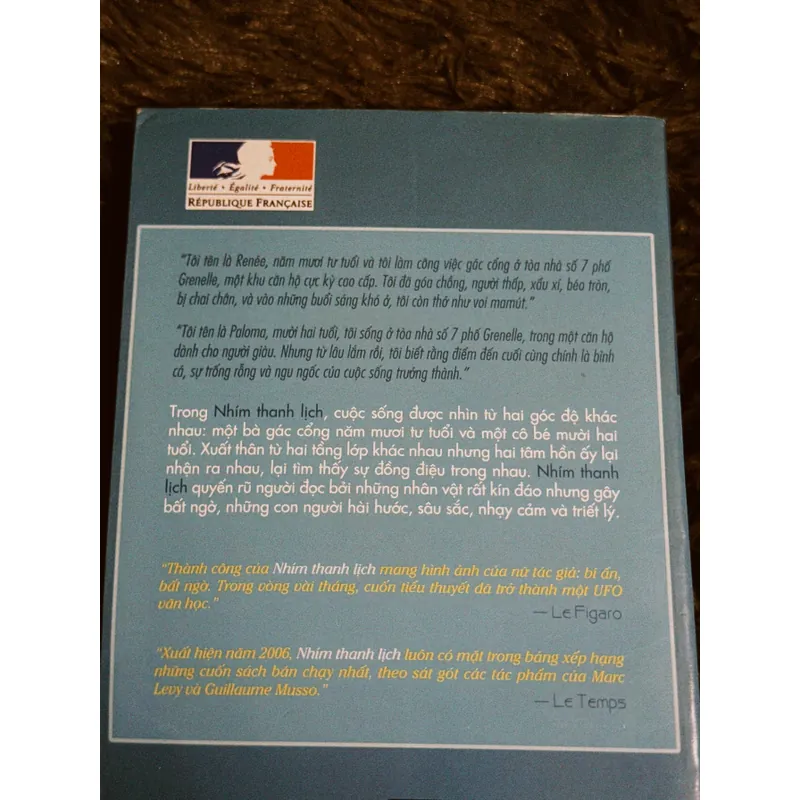 Liberté • Égalité • Fraternité
RÉPUBLIQUE FRANÇAISE
“Tôi tên là Renée, năm mươi tư tuổi và tôi làm công việc gác cổng ở tòa nhà số 7 phố
Grenelle, một khu căn hộ cực kỳ cao cấp. Tôi đã góa chồng, người thấp, xấu xí, béo tròn,
bị chai chân, và vào những buổi sáng khó ở, tôi còn thở như voi mamút.”
“Tôi tên là Paloma, mười hai tuổi, tôi sống ở tòa nhà số 7 phố Grenelle, trong một căn hộ
dành cho người giàu. Nhưng từ lâu lắm rồi, tôi biết rằng điểm đến cuối cùng chính là bình
cá, sự trống rỗng và ngu ngốc của cuộc sống trưởng thành.”
Trong Nhím thanh lịch, cuộc sống được nhìn từ hai góc độ khác
nhau: một bà gác cổng năm mươi tư tuổi và một cô bé mười hai
tuổi. Xuất thân từ hai tầng lớp khác nhau nhưng hai tâm hồn ấy lại
nhận ra nhau, lại tìm thấy sự đồng điệu trong nhau. Nhím thanh
lịch quyến rũ người đọc bởi những nhân vật rất kín đáo nhưng gây
bất ngờ, những con người hài hước, sâu sắc, nhạy cảm và triết lý.
“Thành công của Nhím thanh lịch mang hình ảnh của nữ tác giả: bí ẩn,
bất ngờ. Trong vòng vài tháng, cuốn tiểu thuyết đã trở thành một UFO
văn học.”
— Le Figaro
“Xuất hiện năm 2006, Nhím thanh lịch luôn có mặt trong bảng xếp hạng
những cuốn sách bán chạy nhất, theo sát gót các tác phẩm của Marc
Levy và Guillaume Musso.”
— Le Temps